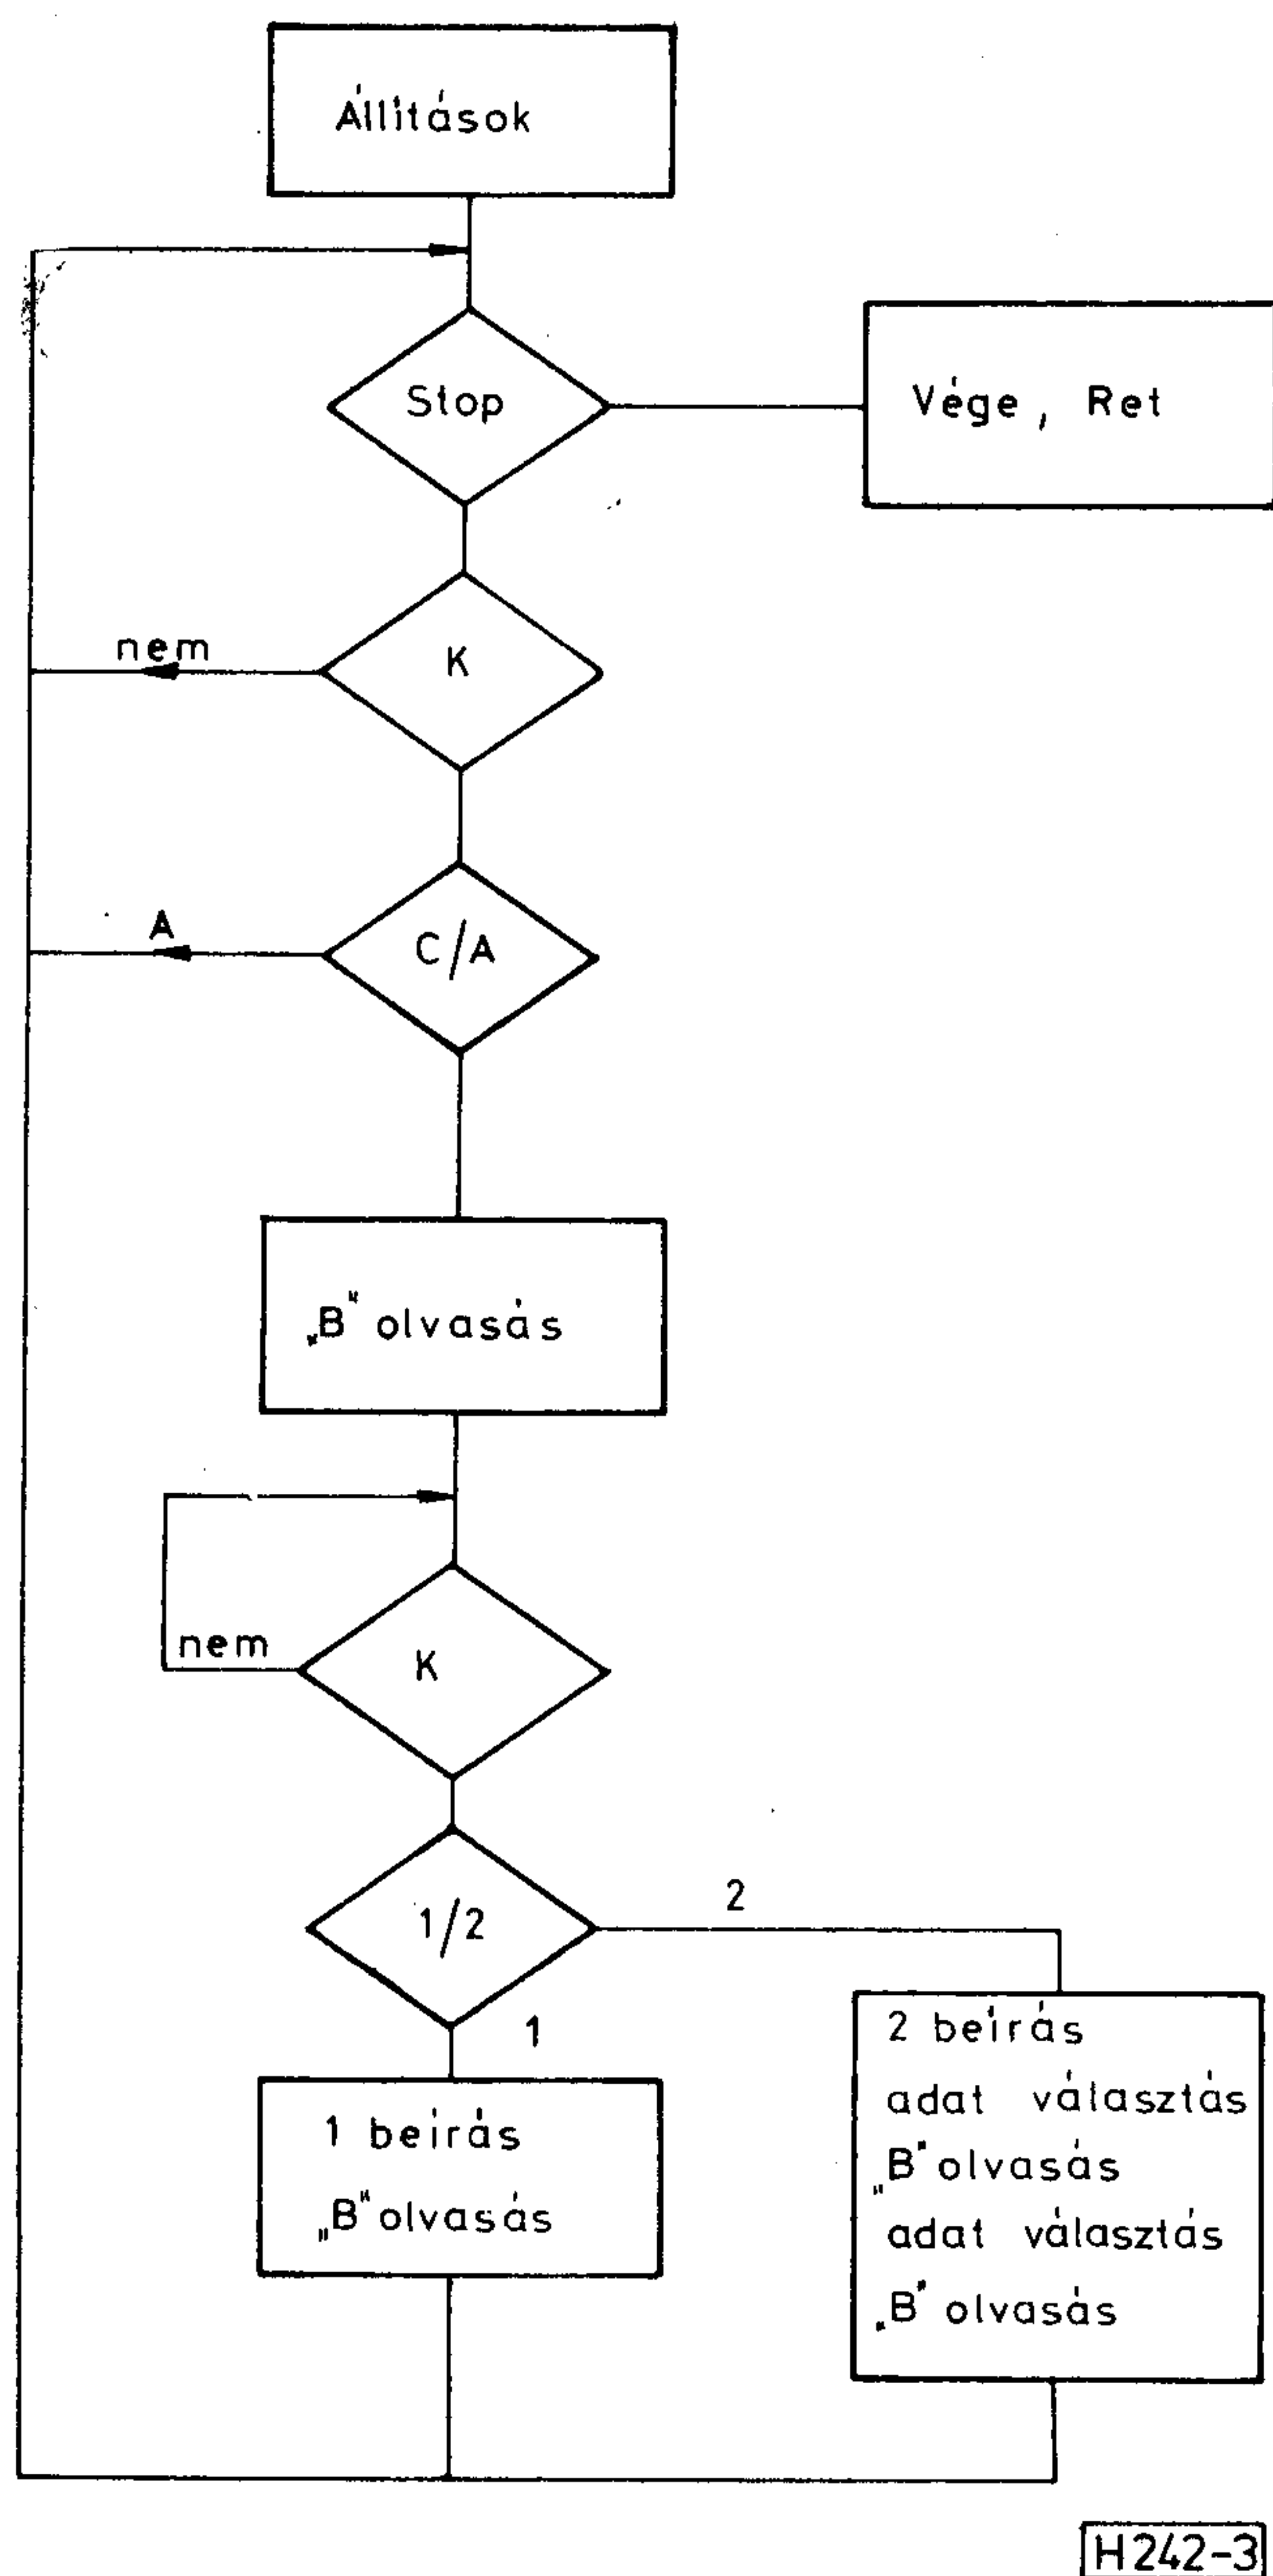 Állítások
Stop
Vége, Ret
nem
K
A
C/A
„B" olvasás
nem
K
1/2
2
1
1 beírás
„B" olvasás
2 beírás
adat választás
„B" olvasás
adat választás
„B" olvasás
H242-3